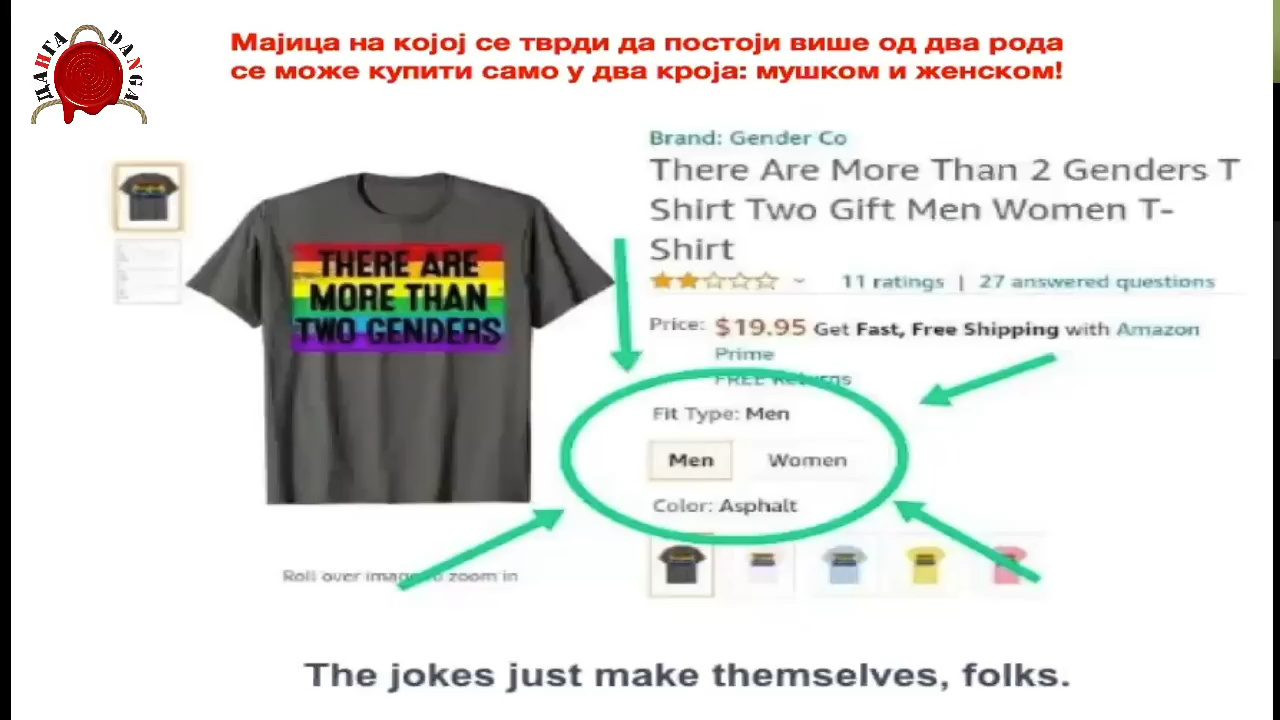 ПАНГА DANGA
Мајица на којој се тврди да постоји више од два рода
се може купити само у два кроја: мушком и женском!
Brand: Gender Co
There Are More Than 2 Genders T
Shirt Two Gift Men Women T-
Shirt
11 ratings | 27 answered questions
Price: $19.95 Get Fast, Free Shipping with Amazon
Prime
FREE Returns
Fit Type: Men
Men Women
Color: Asphalt
THERE ARE
MORE THAN
TWO GENDERS
Roll over image to zoom in
The jokes just make themselves, folks.